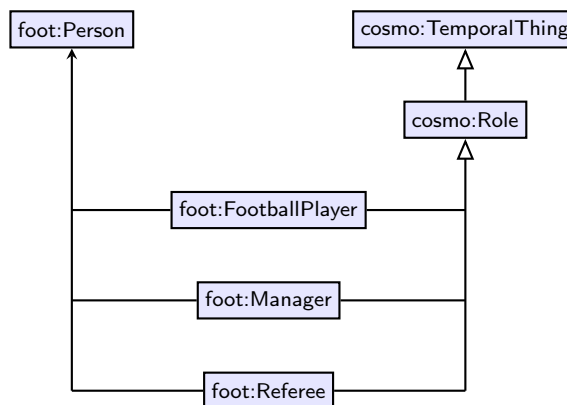 foot:Person
cosmo:TemporalThing
cosmo:Role
foot:FootballPlayer
foot:Manager
foot:Referee